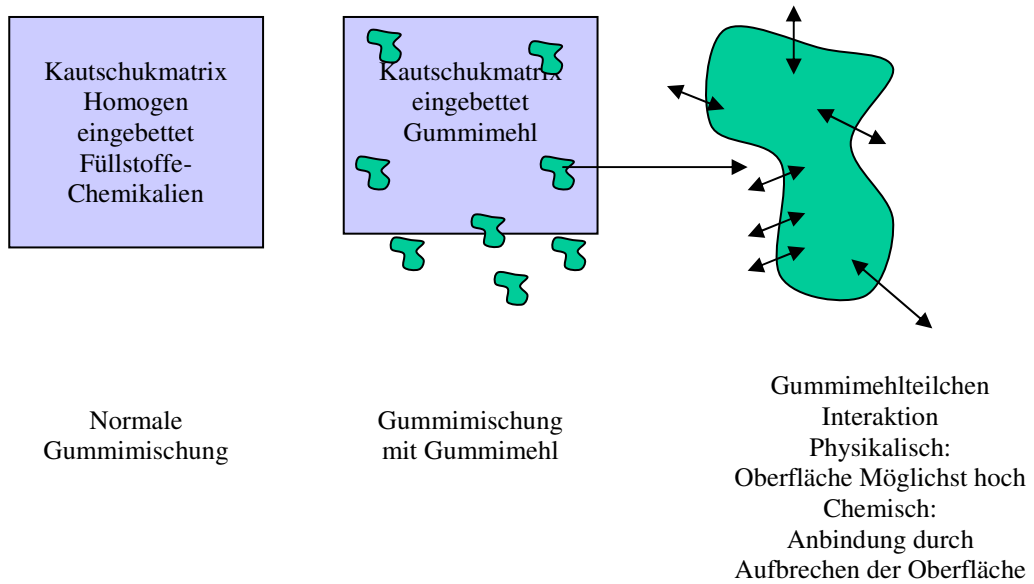 Kautschukmatrix
Homogen
eingebettet
Füllstoffe-
Chemikalien
Kautschukmatrix
eingebettet
Gummimehl
Normale
Gummimischung
Gummimischung
mit Gummimehl
Gummimehlteilchen
Interaktion
Physikalisch:
Oberfläche Möglichst hoch
Chemisch:
Anbindung durch
Aufbrechen der Oberfläche